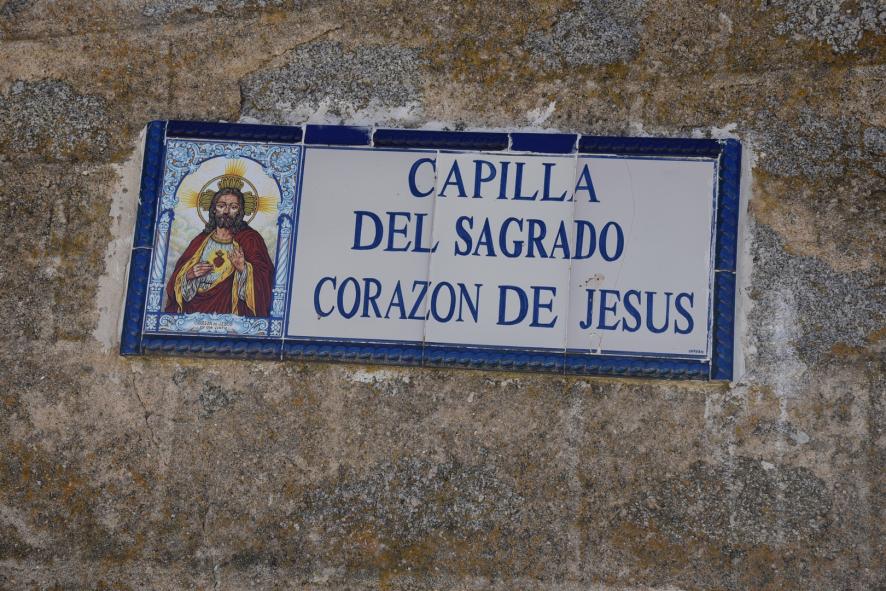 CAPILLA
DEL SAGRADO
CORAZON DE JESUS